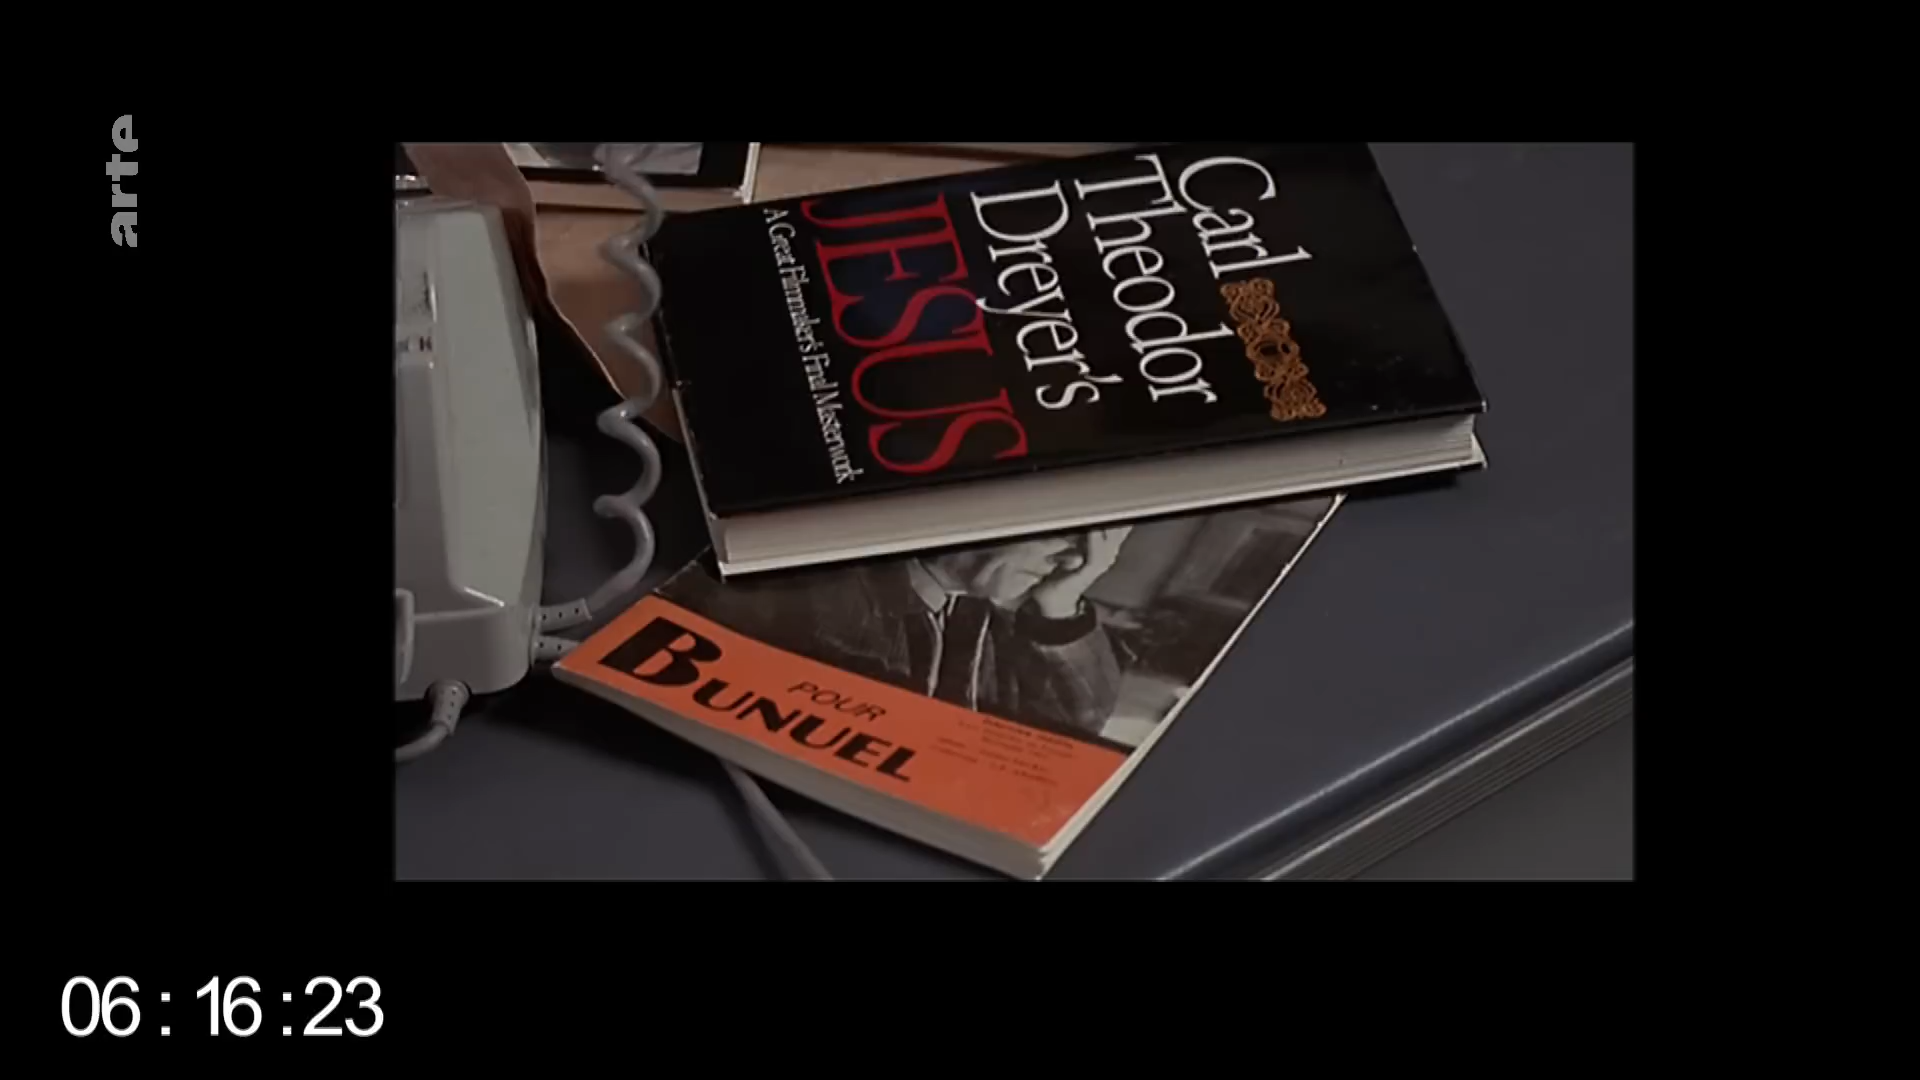 arte
Carl
Theodor
Dreyer's
JESUS
A Great Filmmaker's Final Masterwork
POUR
BUNUEL
06:16:23